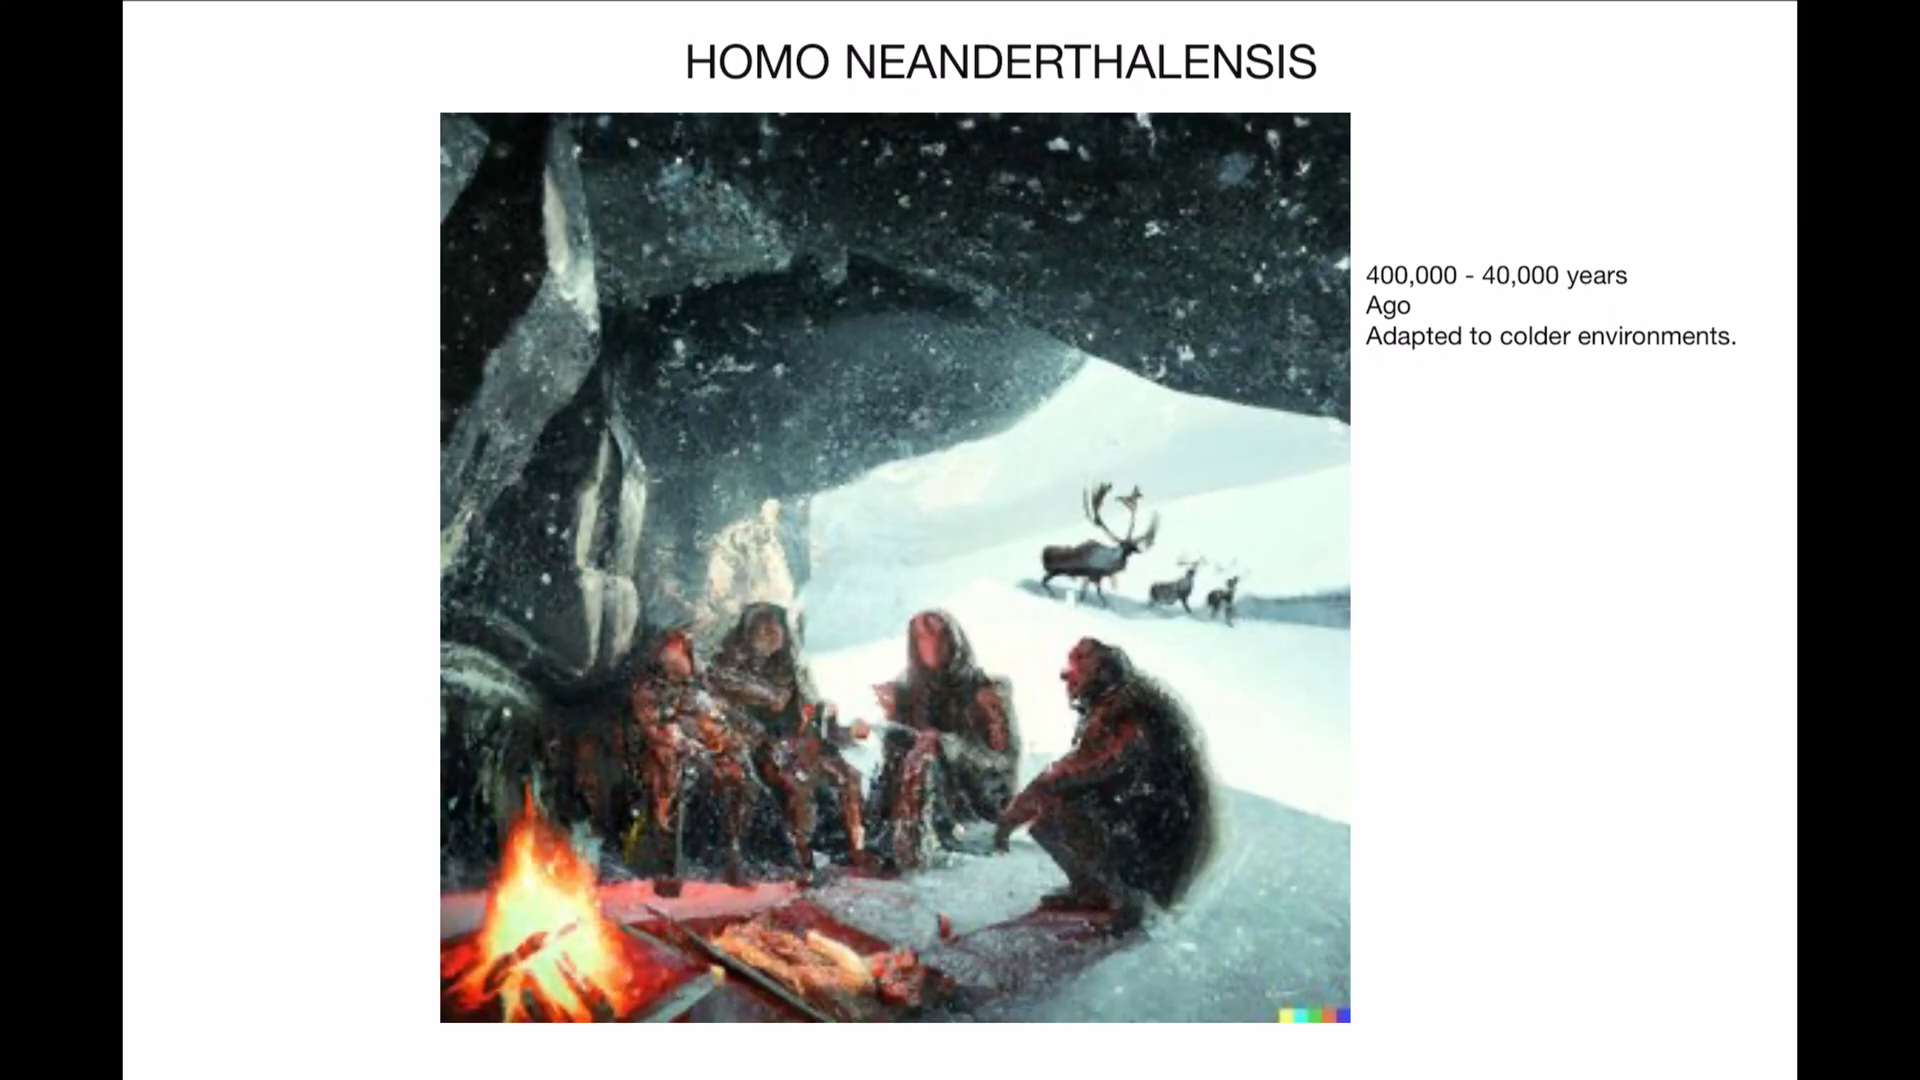 HOMO NEANDERTHALENSIS
400,000 - 40,000 years
Ago
Adapted to colder environments.